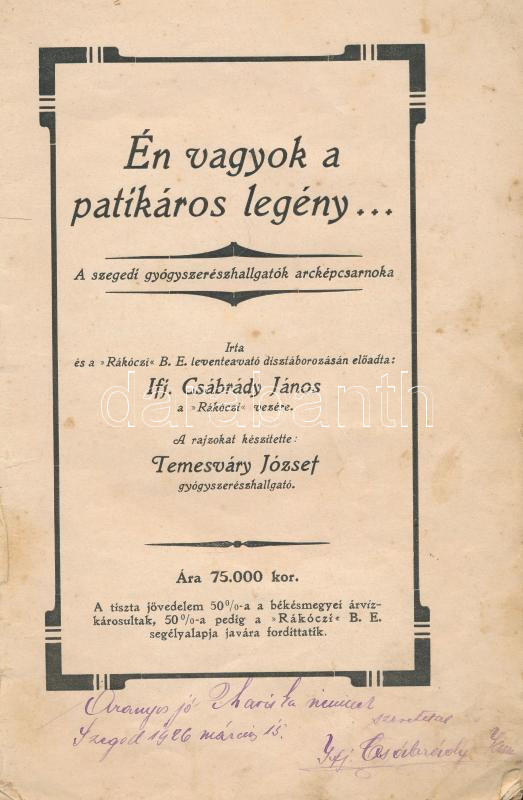 Én vagyok a
patikáros legény...
A szegedi gyógyszerészhallgatók arcképcsarnoka
Irta
és a »Rákóczi« B. E. leventeavató disztáborozásán előadta:
Ifj. Csábrády János
a »Rákóczi« vezére.
A rajzokat készitette:
Temesváry József
gyógyszerészhallgató.
Ára 75.000 kor.
A tiszta jövedelem 50%-a a békésmegyei árvíz-
károsultak, 50%-a pedig a »Rákóczi« B. E.
segélyalapja javára fordíttatik.
Aranyos jó
szeretettel
Szeged 1926 március 15.
Ifj. Csábrády
darabanth